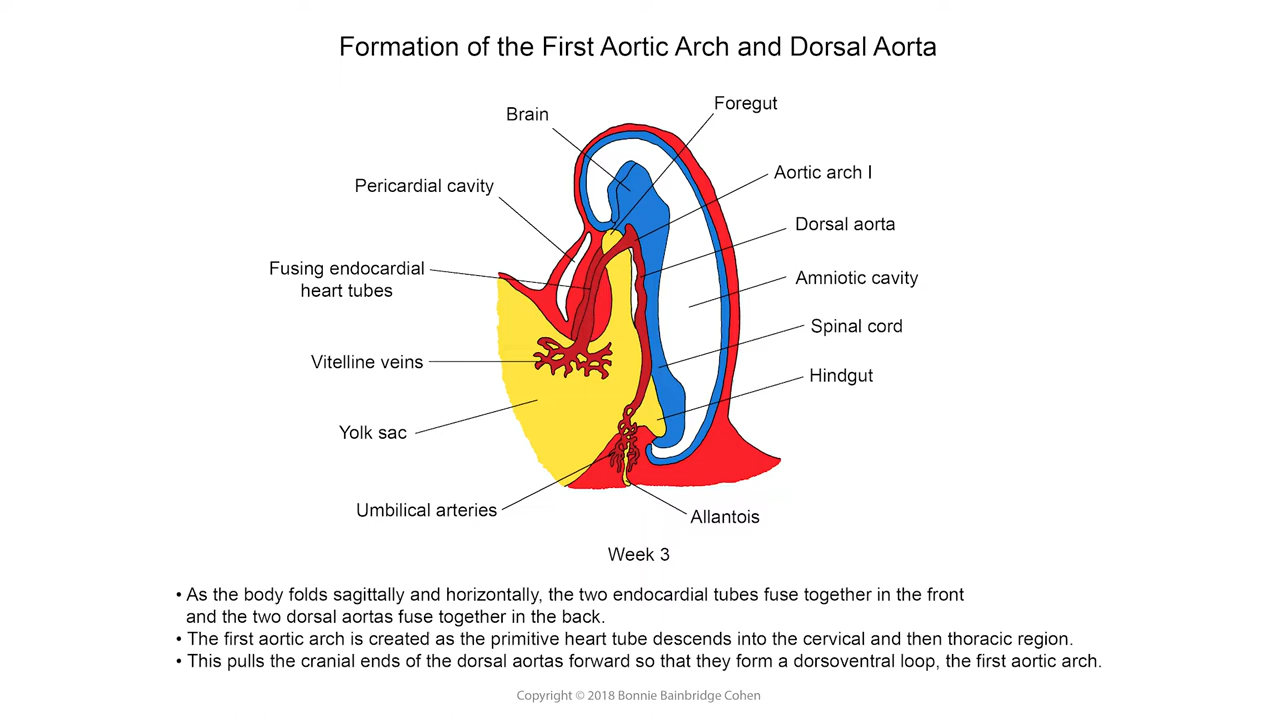 Formation of the First Aortic Arch and Dorsal Aorta
Foregut
Brain
Aortic arch I
Pericardial cavity
Dorsal aorta
Fusing endocardial
heart tubes
Amniotic cavity
Spinal cord
Vitelline veins
Hindgut
Yolk sac
Umbilical arteries
Allantois
Week 3
• As the body folds sagittally and horizontally, the two endocardial tubes fuse together in the front
and the two dorsal aortas fuse together in the back.
• The first aortic arch is created as the primitive heart tube descends into the cervical and then thoracic region.
• This pulls the cranial ends of the dorsal aortas forward so that they form a dorsoventral loop, the first aortic arch.
Copyright © 2018 Bonnie Bainbridge Cohen